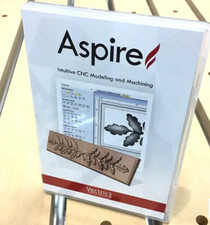 Aspire
Intuitive CNC Modeling and Machining
Vectric